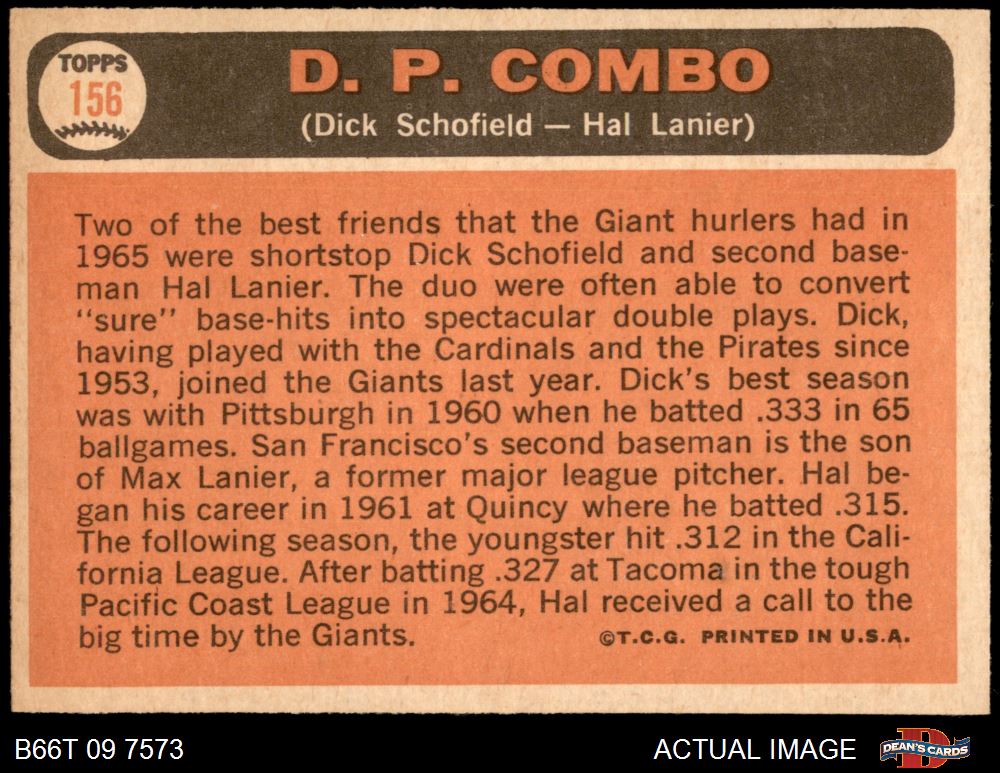 TOPPS
156
D. P. COMBO
(Dick Schofield — Hal Lanier)
Two of the best friends that the Giant hurlers had in
1965 were shortstop Dick Schofield and second base-
man Hal Lanier. The duo were often able to convert
"sure" base-hits into spectacular double plays. Dick,
having played with the Cardinals and the Pirates since
1953, joined the Giants last year. Dick's best season
was with Pittsburgh in 1960 when he batted .333 in 65
ballgames. San Francisco's second baseman is the son
of Max Lanier, a former major league pitcher. Hal be-
gan his career in 1961 at Quincy where he batted .315.
The following season, the youngster hit .312 in the Cali-
fornia League. After batting .327 at Tacoma in the tough
Pacific Coast League in 1964, Hal received a call to the
big time by the Giants.
©T.C.G. PRINTED IN U.S.A.
B66T 09 7573
ACTUAL IMAGE
DEAN'S CARDS